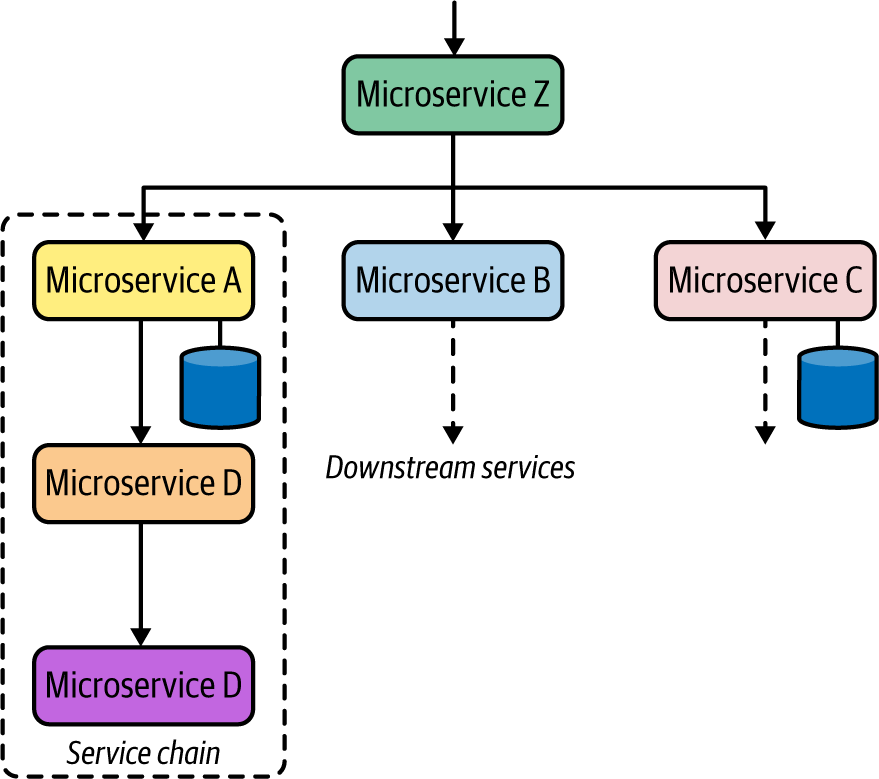 Microservice Z
Microservice A
Microservice B
Microservice C
Downstream services
Microservice D
Microservice D
Service chain